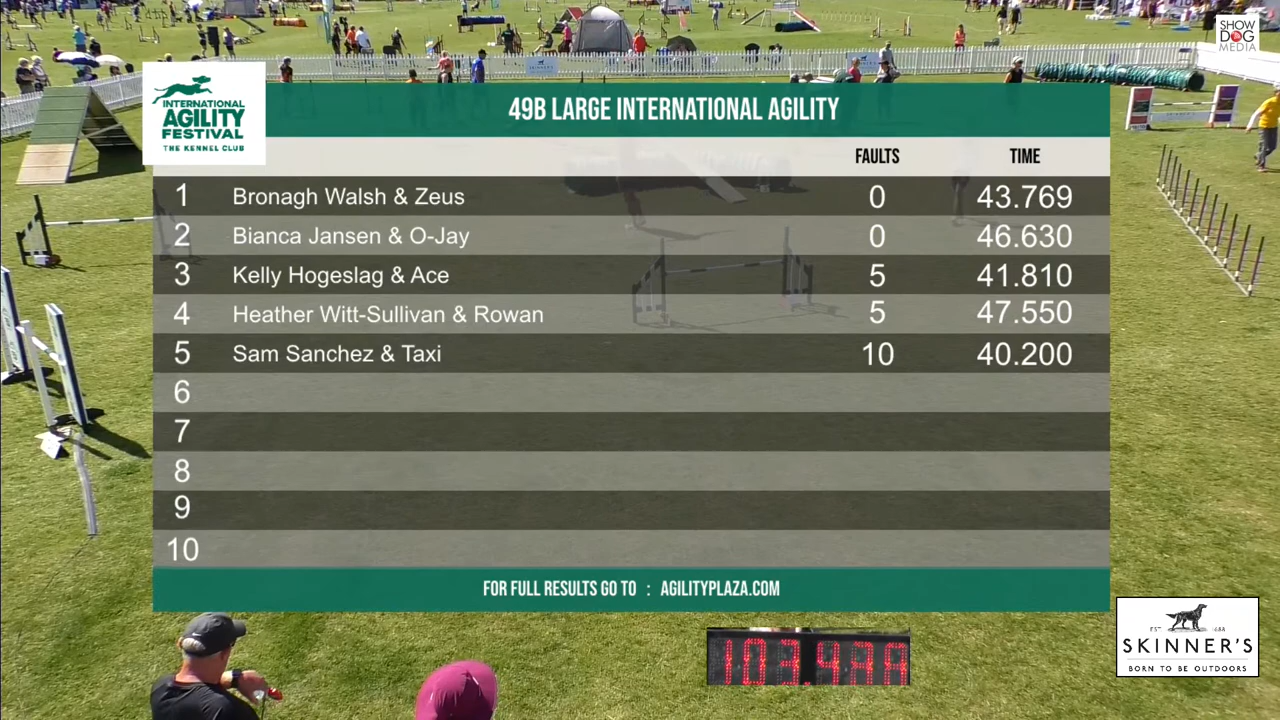 SHOW
DOG
MEDIA
INTERNATIONAL
AGILITY
FESTIVAL
THE KENNEL CLUB
49B LARGE INTERNATIONAL AGILITY
FAULTS TIME
1 Bronagh Walsh & Zeus 0 43.769
2 Bianca Jansen & O-Jay 0 46.630
3 Kelly Hogeslag & Ace 5 41.810
4 Heather Witt-Sullivan & Rowan 5 47.550
5 Sam Sanchez & Taxi 10 40.200
6
7
8
9
10
FOR FULL RESULTS GO TO : AGILITYPLAZA.COM
SKINNER'S
BORN TO BE OUTDOORS